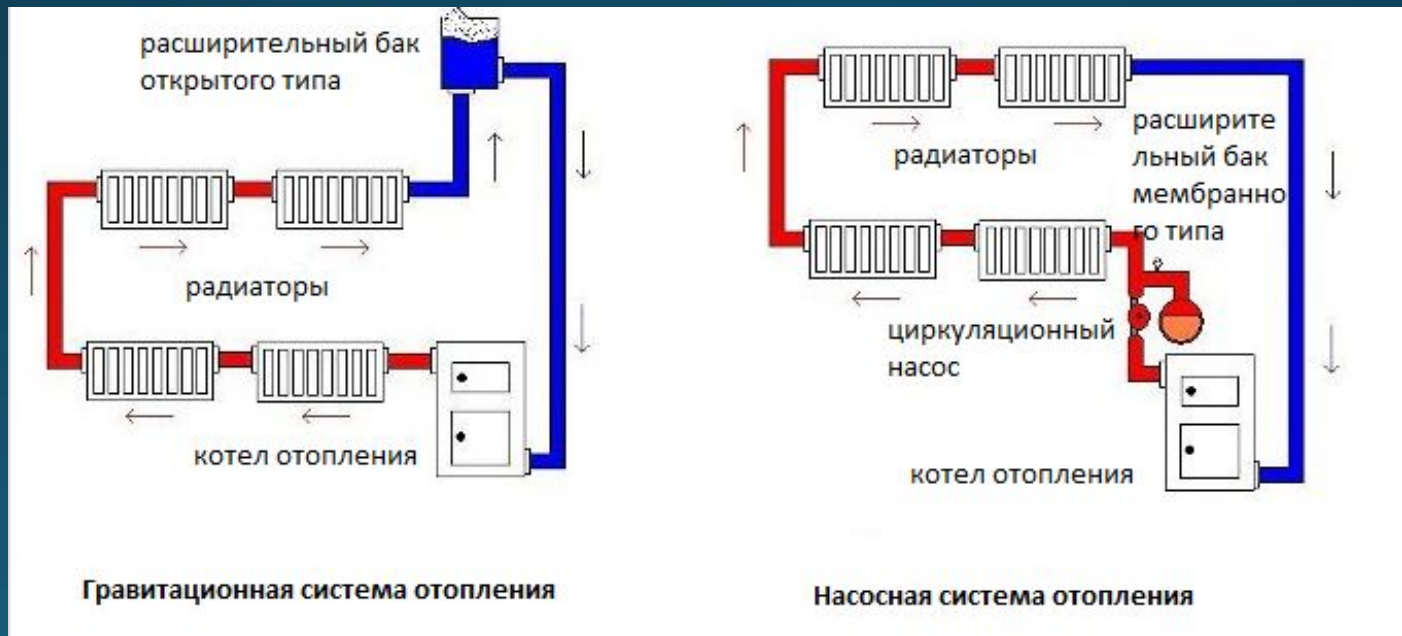 расширительный бак
открытого типа
радиаторы
котел отопления
Гравитационная система отопления
радиаторы
расширите
льный бак
мембранно
го типа
циркуляционный
насос
котел отопления
Насосная система отопления